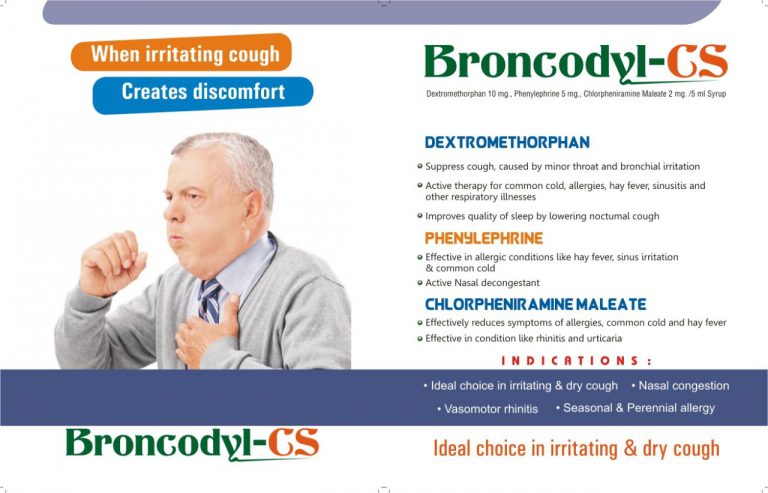 When irritating cough
Creates discomfort
Broncodyl-CS
Broncodyl-CS
Dextromethorphan 10 mg., Phenylephrine 5 mg., Chlorpheniramine Maleate 2 mg. /5 ml Syrup
DEXTROMETHORPHAN
Suppress cough, caused by minor throat and bronchial irritation
Active therapy for common cold, allergies, hay fever, sinusitis and
other respiratory illnesses
Improves quality of sleep by lowering noctumal cough
PHENYLEPHRINE
Effective in allergic conditions like hay fever, sinus irritation
& common cold
Active Nasal decongestant
CHLORPHENIRAMINE MALEATE
Effectively reduces symptoms of allergies, common cold and hay fever
Effective in condition like rhinitis and urticaria
INDICATIONS :
• Ideal choice in irritating & dry cough • Nasal congestion
• Vasomotor rhinitis • Seasonal & Perennial allergy
Ideal choice in irritating & dry cough